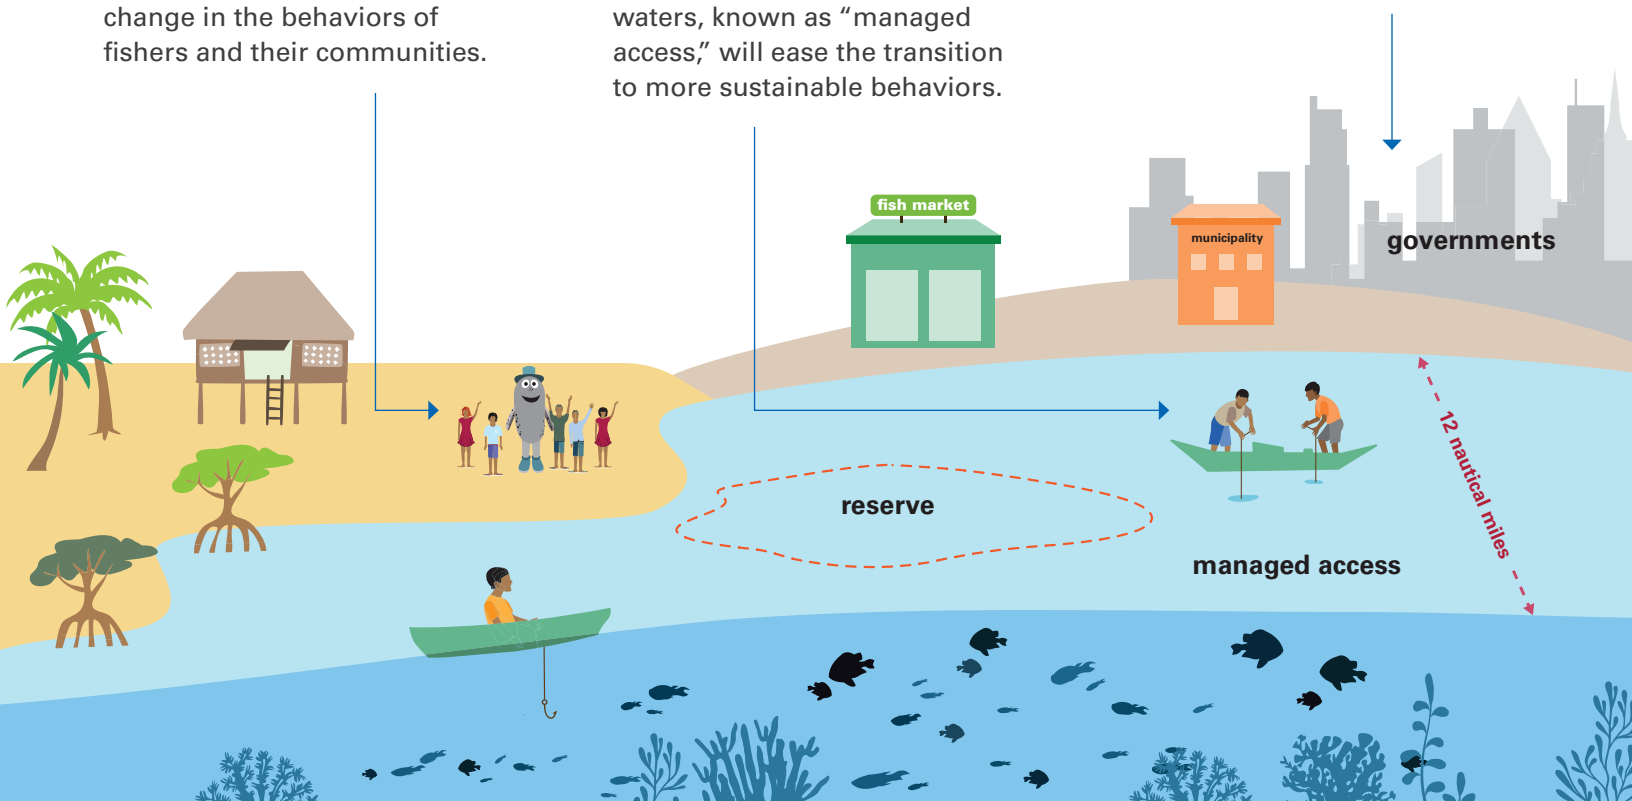 change in the behaviors of
fishers and their communities.
waters, known as “managed
access,” will ease the transition
to more sustainable behaviors.
fish market
municipality
governments
12 nautical miles
reserve
managed access